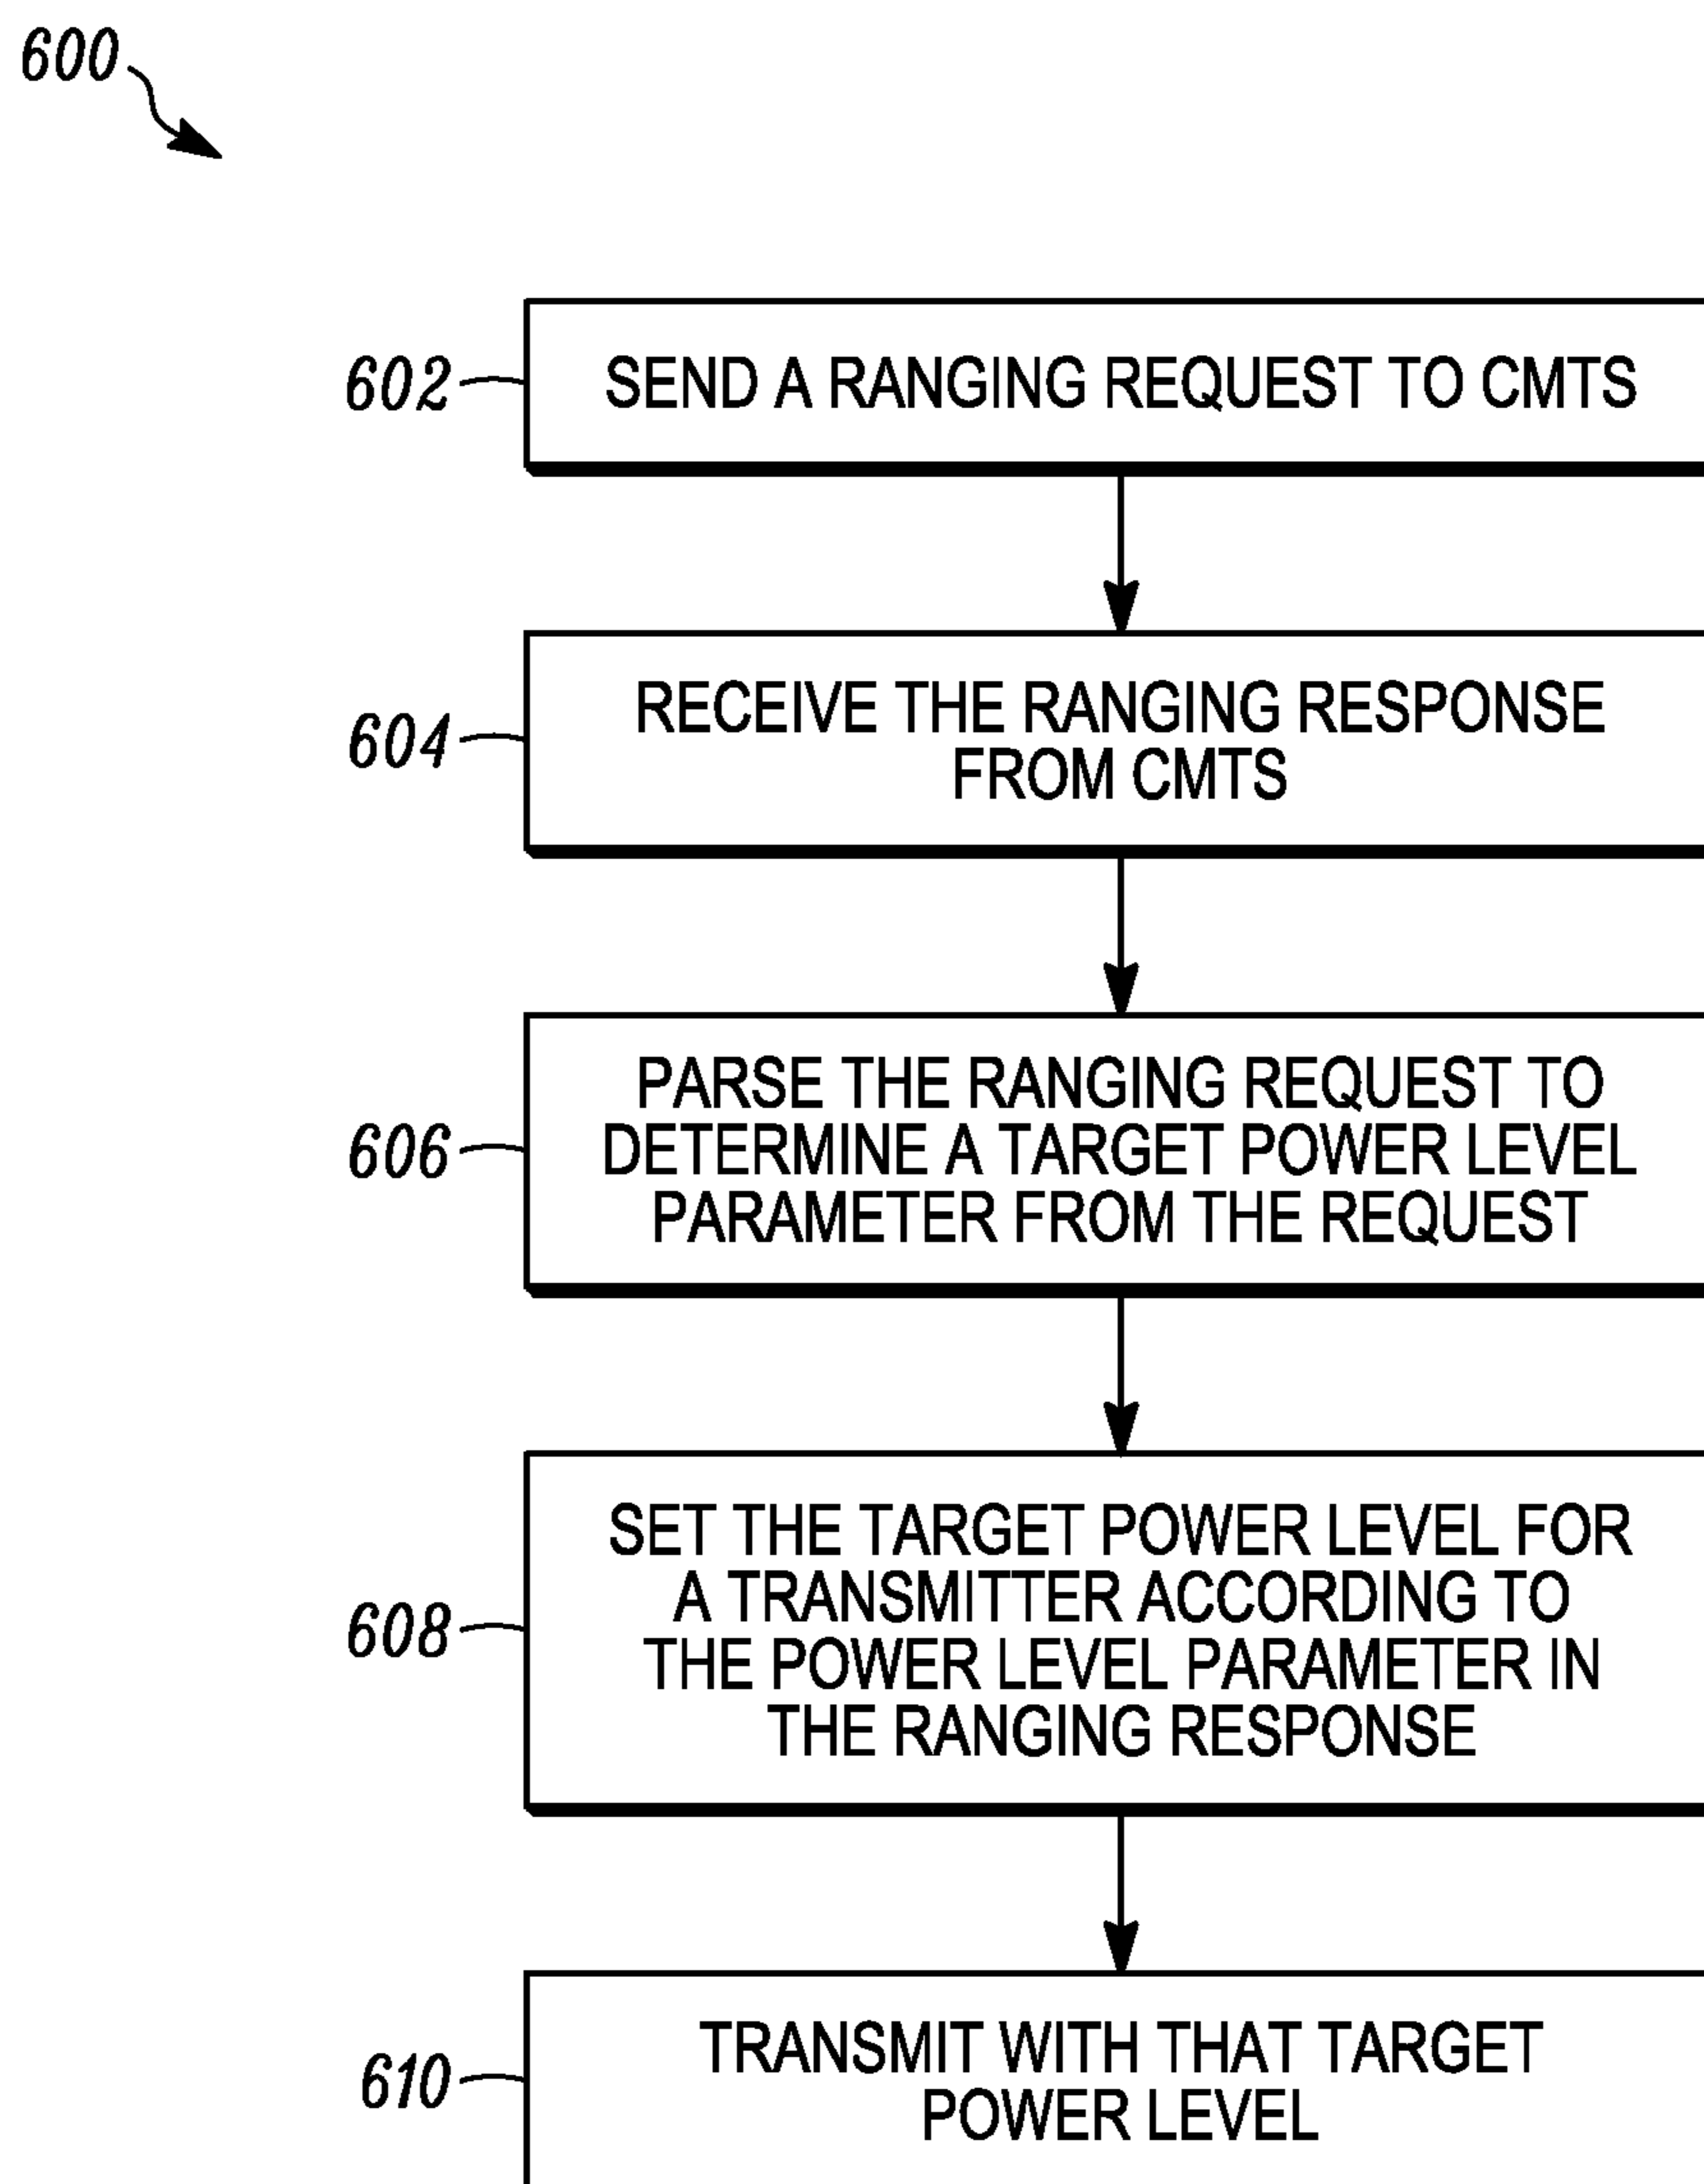 600
602 SEND A RANGING REQUEST TO CMTS
604 RECEIVE THE RANGING RESPONSE
FROM CMTS
606 PARSE THE RANGING REQUEST TO
DETERMINE A TARGET POWER LEVEL
PARAMETER FROM THE REQUEST
608 SET THE TARGET POWER LEVEL FOR
A TRANSMITTER ACCORDING TO
THE POWER LEVEL PARAMETER IN
THE RANGING RESPONSE
610 TRANSMIT WITH THAT TARGET
POWER LEVEL